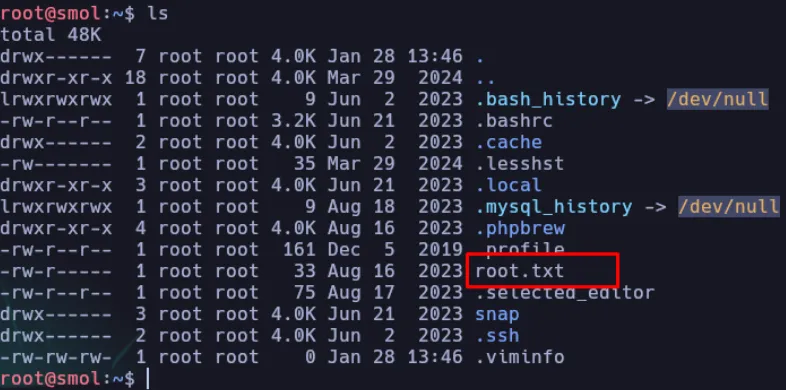 root@smol:~$ ls
total 48K
drwx------  7 root root 4.0K Jan 28 13:46 .
drwxr-xr-x 18 root root 4.0K Mar 29  2024 ..
lrwxrwxrwx  1 root root    9 Jun  2  2023 .bash_history -> /dev/null
-rw-r--r--  1 root root 3.2K Jun 21  2023 .bashrc
drwx------  2 root root 4.0K Jun  2  2023 .cache
-rw-------  1 root root   35 Mar 29  2024 .lesshst
drwxr-xr-x  3 root root 4.0K Jun 21  2023 .local
lrwxrwxrwx  1 root root    9 Aug 18  2023 .mysql_history -> /dev/null
drwxr-xr-x  4 root root 4.0K Aug 16  2023 .phpbrew
-rw-r--r--  1 root root  161 Dec  5  2019 .profile
-rw-r-----  1 root root   33 Aug 16  2023 root.txt
-rw-r--r--  1 root root   75 Aug 17  2023 .selected_editor
drwx------  3 root root 4.0K Jun 21  2023 snap
drwx------  2 root root 4.0K Jun  2  2023 .ssh
-rw-rw-rw-  1 root root    0 Jan 28 13:46 .viminfo
root@smol:~$